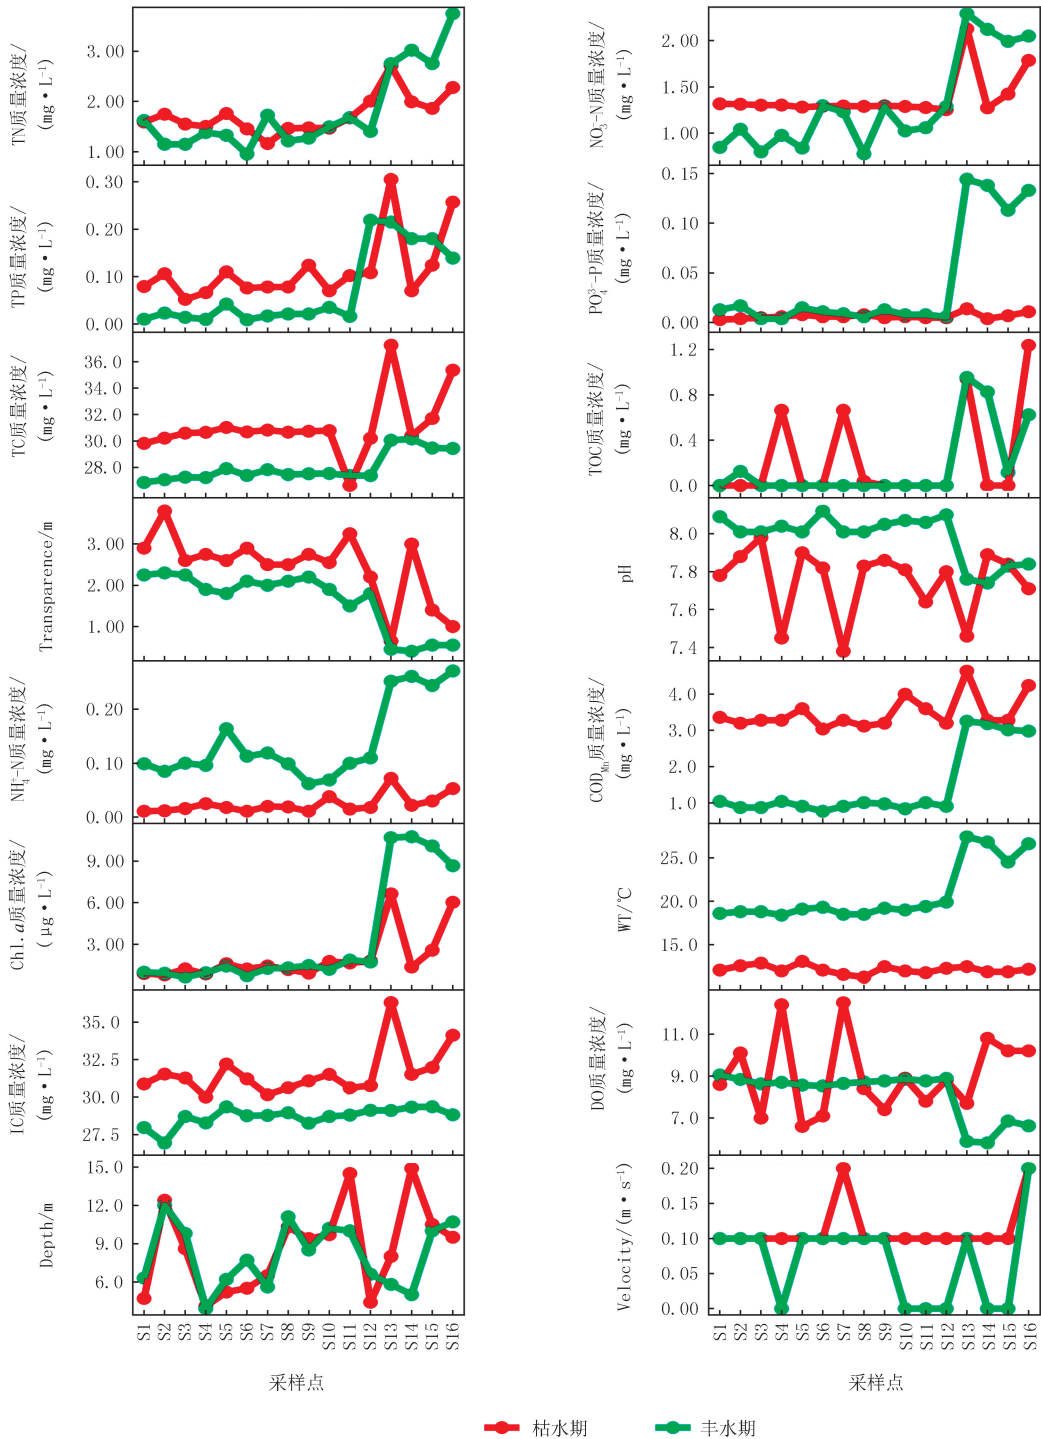 TN质量浓度/
(mg·L⁻¹)
3.00
2.00
1.00
TP质量浓度/
(mg·L⁻¹)
0.30
0.20
0.10
0.00
TC质量浓度/
(mg·L⁻¹)
36.0
34.0
32.0
30.0
28.0
Transparence/m
3.00
2.00
1.00
NH₄⁺-N质量浓度/
(mg·L⁻¹)
0.20
0.10
0.00
Chl.a质量浓度/
(μg·L⁻¹)
9.00
6.00
3.00
IC质量浓度/
(mg·L⁻¹)
35.0
32.5
30.0
27.5
Depth/m
15.0
12.0
9.0
6.0
S1 S2 S3 S4 S5 S6 S7 S8 S9 S10 S11 S12 S13 S14 S15 S16
采样点
NO₃⁻-N质量浓度/
(mg·L⁻¹)
2.00
1.50
1.00
PO₄³⁻-P质量浓度/
(mg·L⁻¹)
0.15
0.10
0.05
0.00
TOC质量浓度/
(mg·L⁻¹)
1.2
0.8
0.4
0.0
pH
8.0
7.8
7.6
7.4
COD_Mn质量浓度/
(mg·L⁻¹)
4.0
3.0
2.0
1.0
WT/℃
25.0
20.0
15.0
DO质量浓度/
(mg·L⁻¹)
11.0
9.0
7.0
Velocity/(m·s⁻¹)
0.20
0.15
0.10
0.05
0.00
S1 S2 S3 S4 S5 S6 S7 S8 S9 S10 S11 S12 S13 S14 S15 S16
采样点
枯水期 丰水期